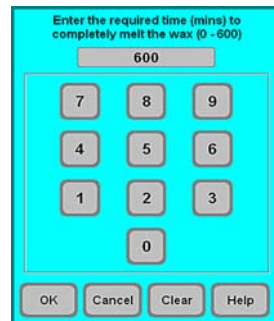 Enter the required time (mins) to
completely melt the wax (0 - 600)
600
7 8 9
4 5 6
1 2 3
0
OK Cancel Clear Help